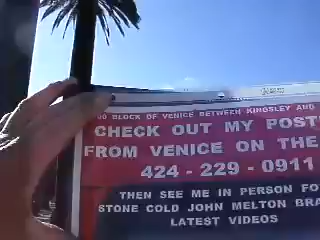 00 BLOCK OF VENICE BETWEEN KINGSLEY AND
CHECK OUT MY POST
FROM VENICE ON THE
424 - 229 - 0911
THEN SEE ME IN PERSON FO
STONE COLD JOHN MELTON BRA
LATEST VIDEOS